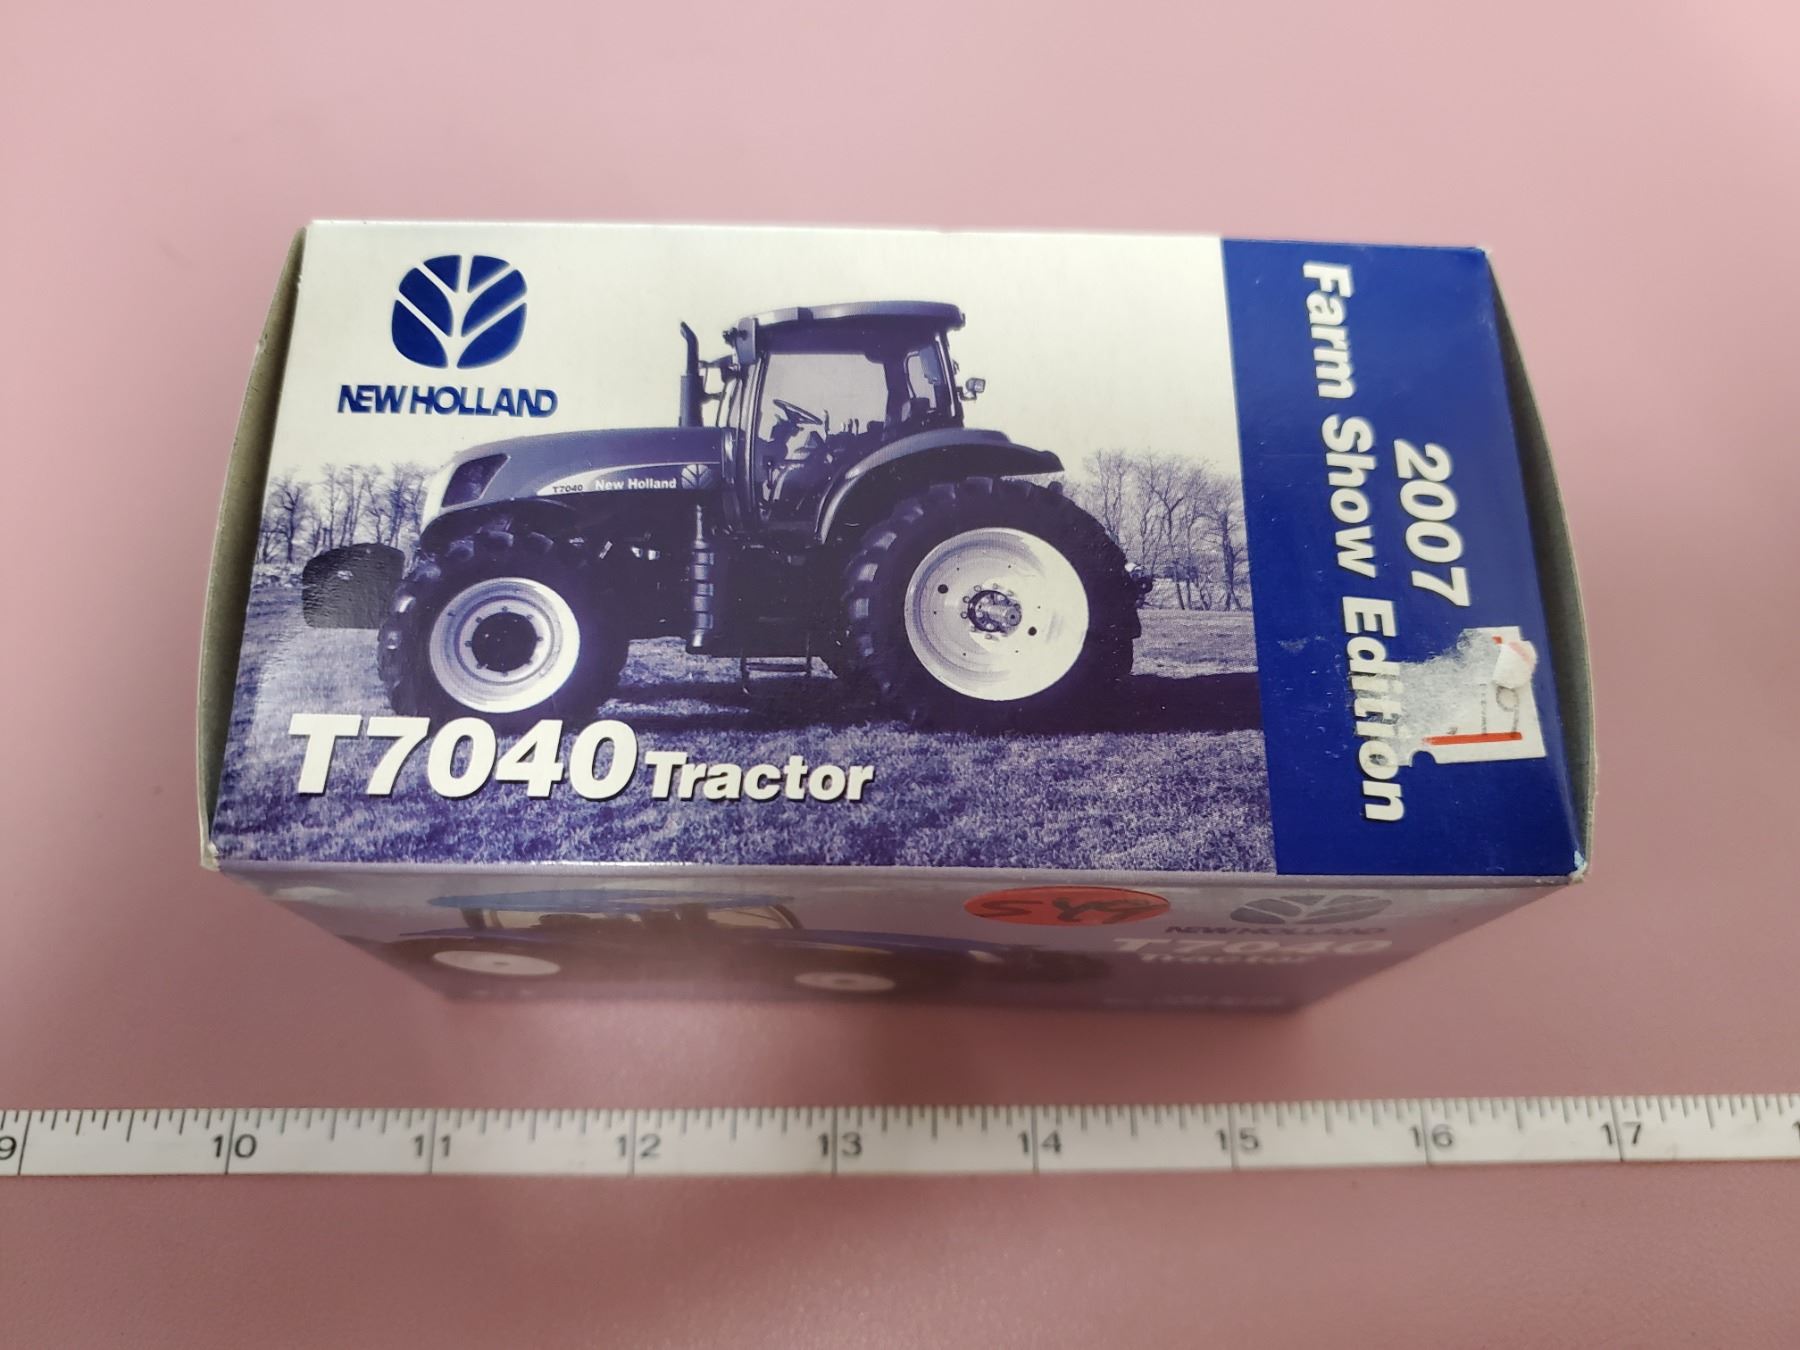 NEW HOLLAND
T7040 New Holland
T7040 Tractor
2007
Farm Show Edition
SY9
NEW HOLLAND
T7040
Tractor
9 10 11 12 13 14 15 16 17